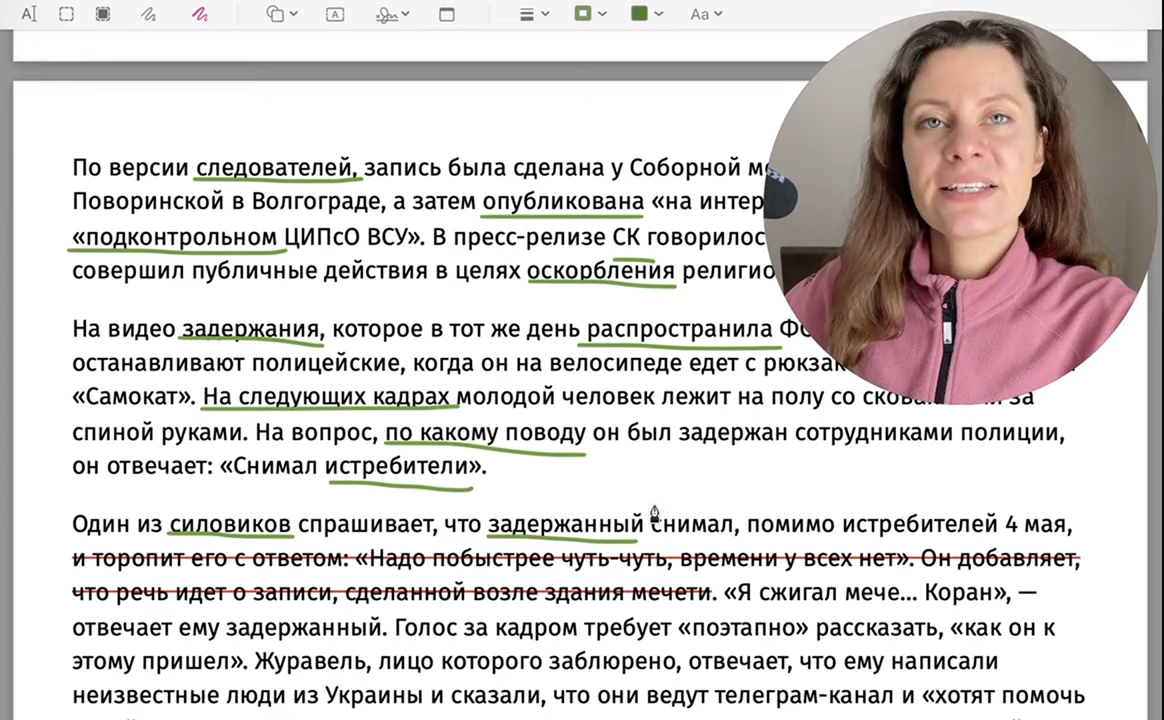 Aa
По версии следователей, запись была сделана у Соборной
Поворинской в Волгограде, а затем опубликована «на интер
«подконтрольном ЦИПсО ВСУ». В пресс-релизе СК говорилос
совершил публичные действия в целях оскорбления религио
На видео задержания, которое в тот же день распространила
останавливают полицейские, когда он на велосипеде едет с рюкзак
«Самокат». На следующих кадрах молодой человек лежит на полу со за
спиной руками. На вопрос, по какому поводу он был задержан сотрудниками полиции,
он отвечает: «Снимал истребители».
Один из силовиков спрашивает, что задержанный снимал, помимо истребителей 4 мая,
и торопит его с ответом: «Надо побыстрее чуть-чуть, времени у всех нет». Он добавляет,
что речь идет о записи, сделанной возле здания мечети. «Я сжигал мече... Коран», —
отвечает ему задержанный. Голос за кадром требует «поэтапно» рассказать, «как он к
этому пришел». Журавель, лицо которого заблюрено, отвечает, что ему написали
неизвестные люди из Украины и сказали, что они ведут телеграм-канал и «хотят помочь